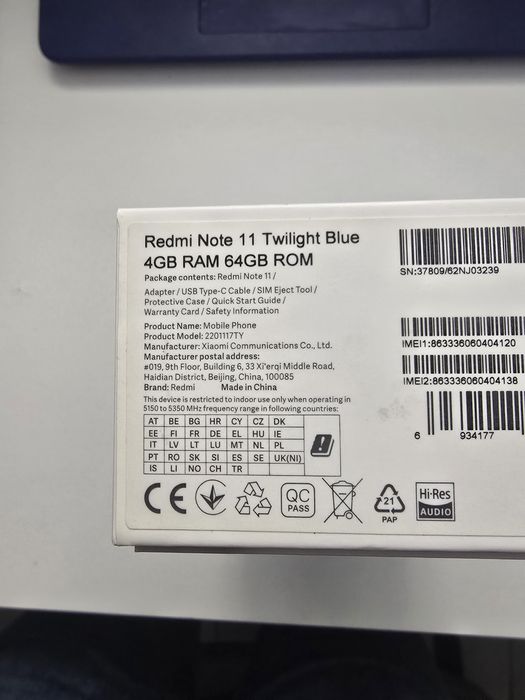 Redmi Note 11 Twilight Blue
4GB RAM 64GB ROM
Package contents: Redmi Note 11 /
Adapter / USB Type-C Cable / SIM Eject Tool /
Protective Case / Quick Start Guide /
Warranty Card / Safety Information
Product Name: Mobile Phone
Product Model: 2201117TY
Manufacturer: Xiaomi Communications Co., Ltd.
Manufacturer postal address:
#019, 9th Floor, Building 6, 33 Xi'erqi Middle Road,
Haidian District, Beijing, China, 100085
Brand: Redmi Made in China
This device is restricted to indoor use only when operating in
5150 to 5350 MHz frequency range in following countries:
AT BE BG HR CY CZ DK
EE FI FR DE EL HU IE
IT LV LT LU MT NL PL
PT RO SK SI ES SE UK(NI)
IS LI NO CH TR
SN:37809/62NJ03239
IMEI1:863336060404120
IMEI2:863336060404138
6 934177
CE
QC
PASS
21
PAP
Hi-Res
AUDIO